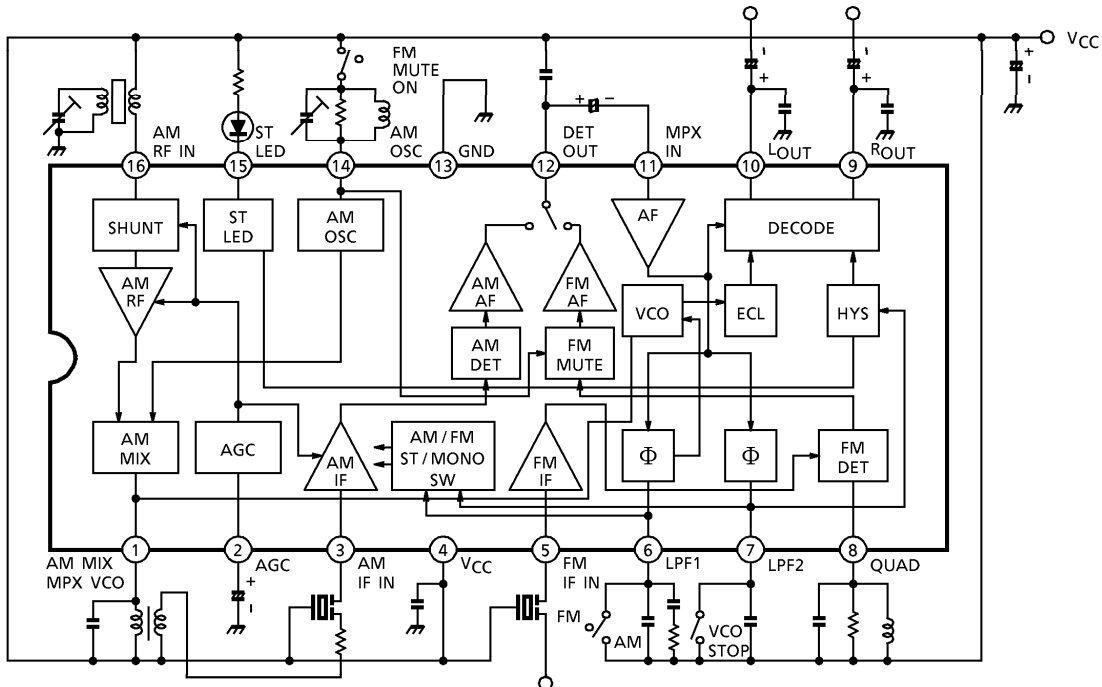 VCC
FM
MUTE
ON
AM
RF IN
ST
LED
AM
OSC
GND
DET
OUT
MPX
IN
LOUT
ROUT
16
15
14
13
12
11
10
9
SHUNT
ST
LED
AM
OSC
AF
DECODE
AM
RF
AM
AF
FM
AF
VCO
ECL
HYS
AM
DET
FM
MUTE
AM
MIX
AGC
AM
IF
AM / FM
ST / MONO
SW
FM
IF
Φ
Φ
FM
DET
1
2
3
4
5
6
7
8
AM MIX
MPX VCO
AGC
AM
IF IN
VCC
FM
IF IN
LPF1
LPF2
QUAD
FM
AM
VCO
STOP